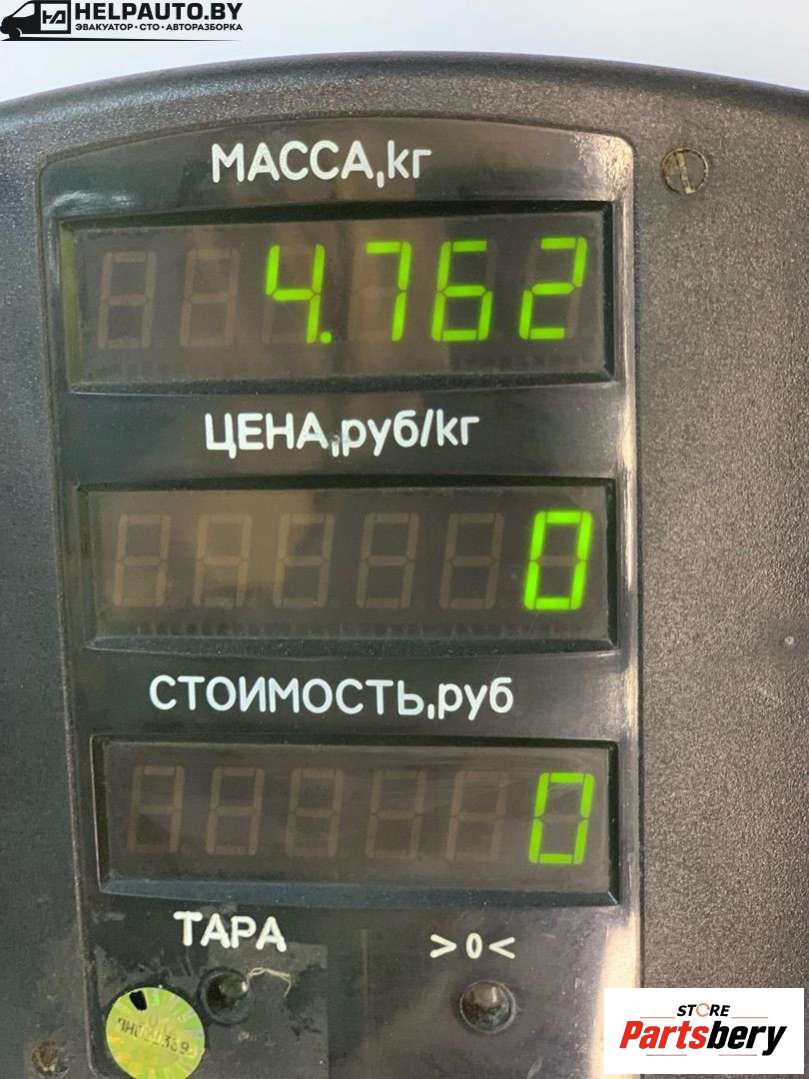 HELPAUTO.BY
ЭВАКУАТОР • СТО • АВТОРАЗБОРКА
МАССА,кг
4.762
ЦЕНА,руб/кг
0
СТОИМОСТЬ,руб
0
ТАРА
>0<
STORE
Partsbery